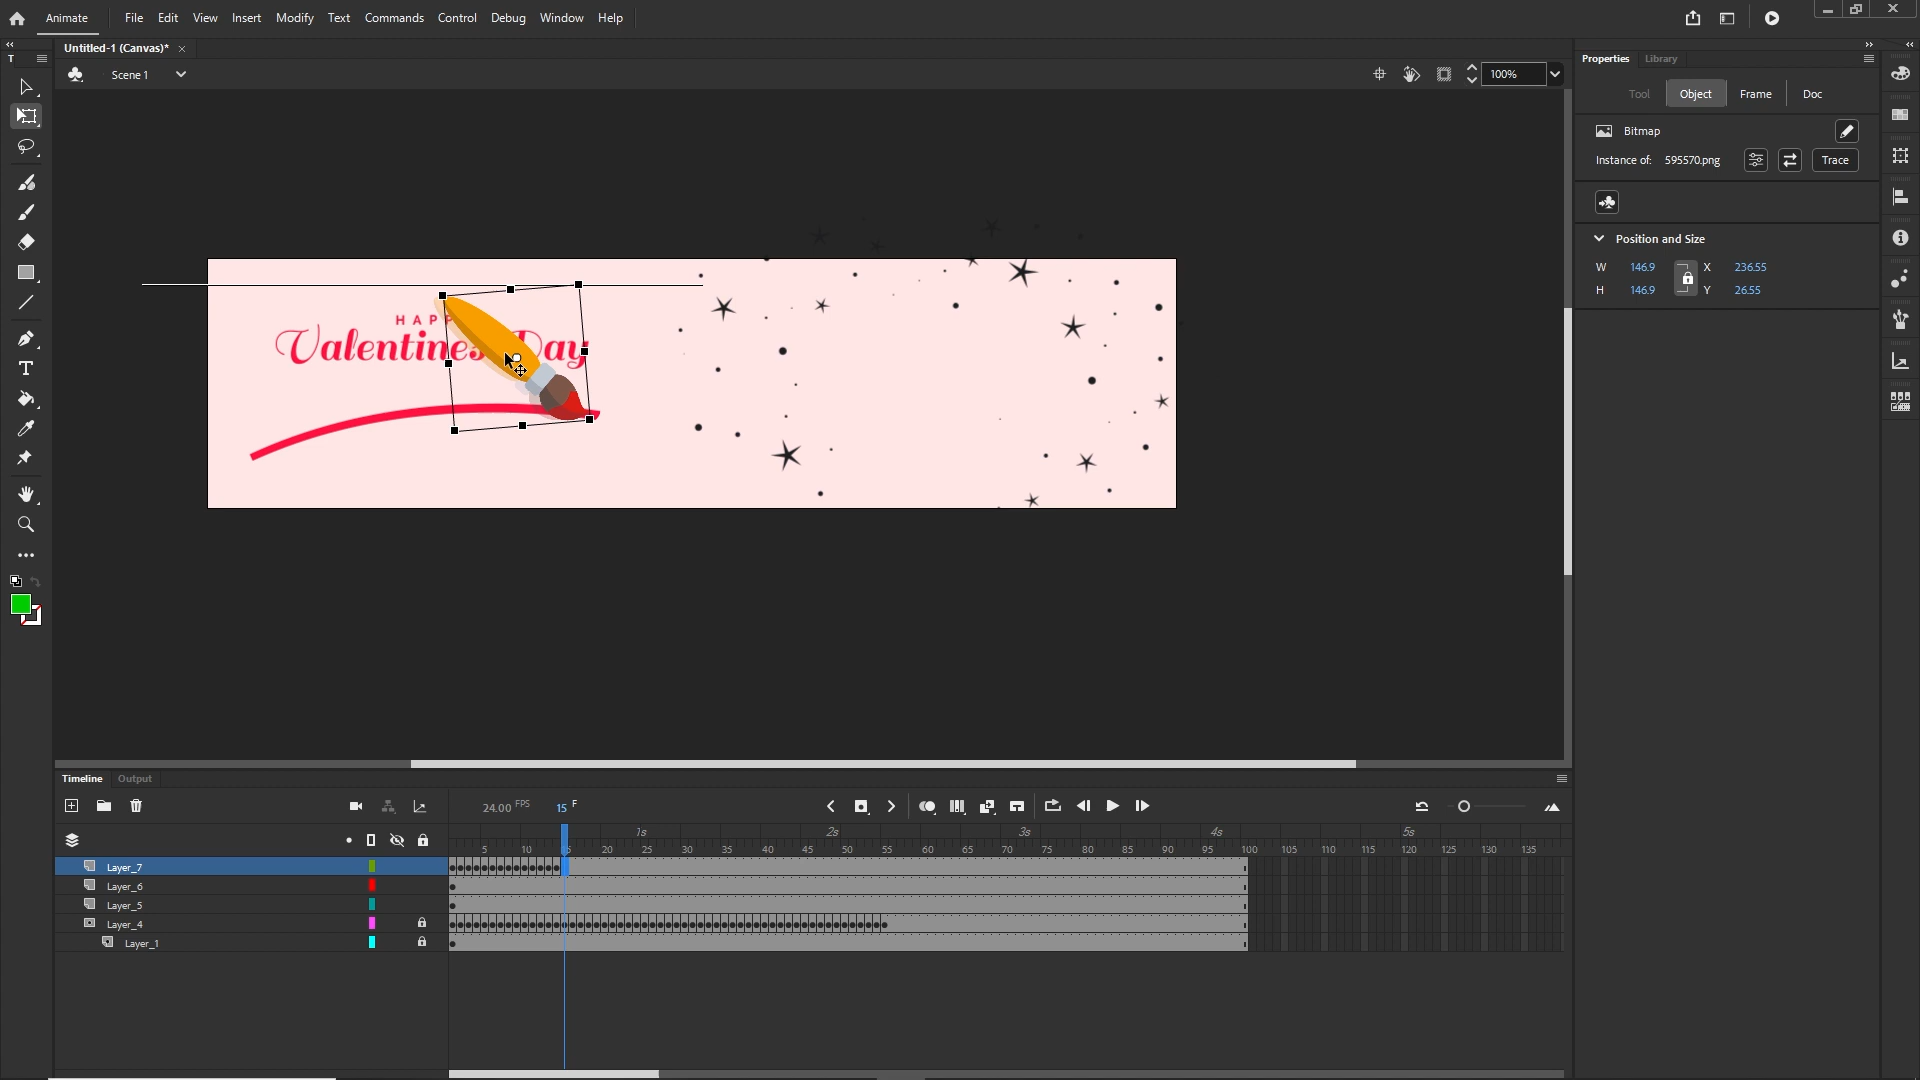 Animate File Edit View Insert Modify Text Commands Control Debug Window Help
Untitled-1 (Canvas)*
Scene 1 100%
T
Properties Library
Tool Object Frame Doc
Bitmap
Instance of: 595570.png Trace
Position and Size
W 146.9 X 236.55
H 146.9 Y 26.55
HAPP
Valentines Day
Timeline Output
24.00 FPS 15 F
1s 2s 3s 4s 5s
5 10 15 20 25 30 35 40 45 50 55 60 65 70 75 80 85 90 95 100 105 110 115 120 125 130 135
Layer_7
Layer_6
Layer_5
Layer_4
Layer_1